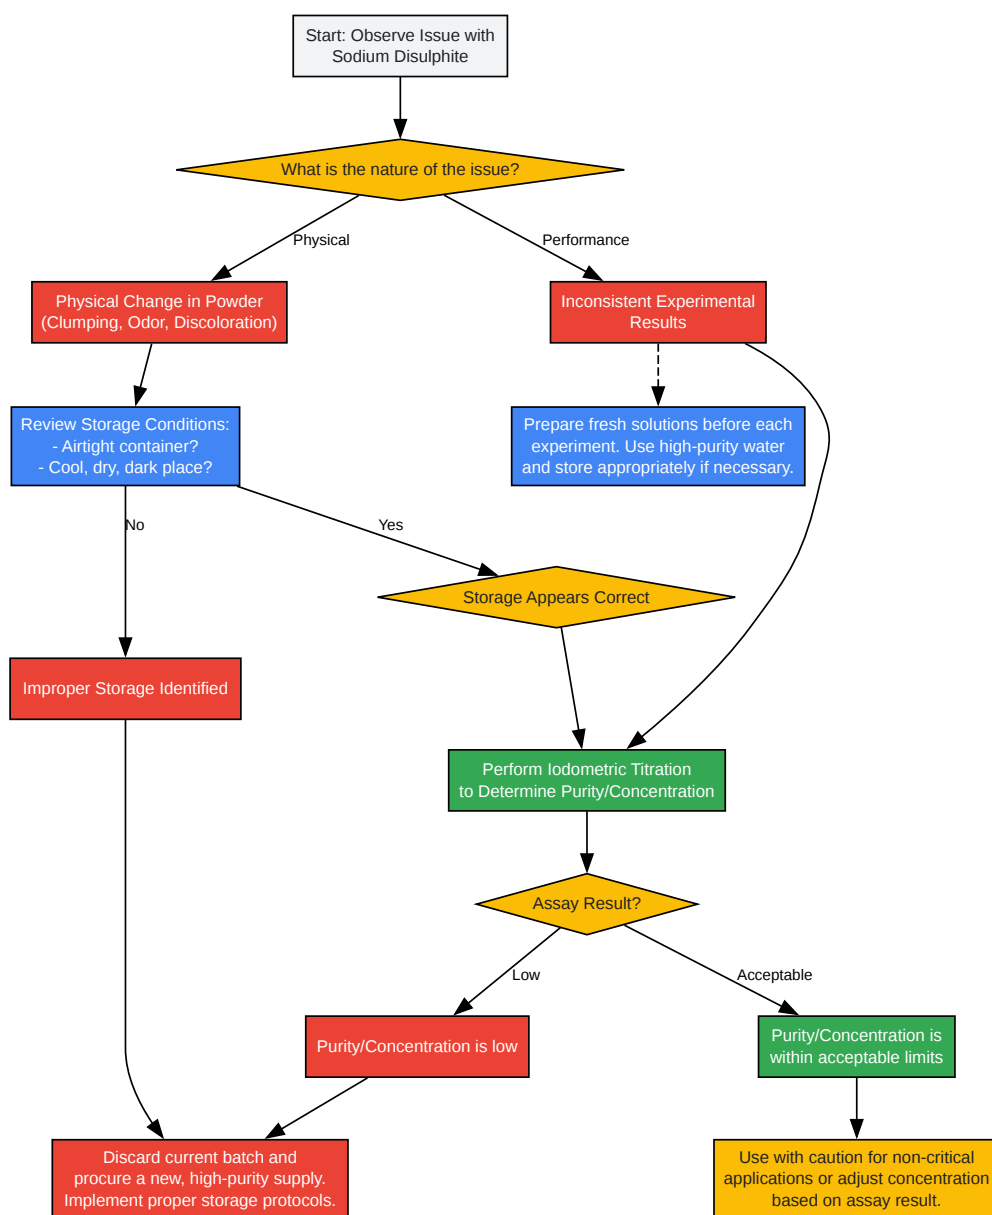 Start: Observe Issue with
Sodium Disulphite
What is the nature of the issue?
Physical
Performance
Physical Change in Powder
(Clumping, Odor, Discoloration)
Inconsistent Experimental
Results
Review Storage Conditions:
- Airtight container?
- Cool, dry, dark place?
Prepare fresh solutions before each
experiment. Use high-purity water
and store appropriately if necessary.
No
Yes
Storage Appears Correct
Improper Storage Identified
Perform Iodometric Titration
to Determine Purity/Concentration
Assay Result?
Low
Acceptable
Purity/Concentration is low
Purity/Concentration is
within acceptable limits
Discard current batch and
procure a new, high-purity supply.
Implement proper storage protocols.
Use with caution for non-critical
applications or adjust concentration
based on assay result.